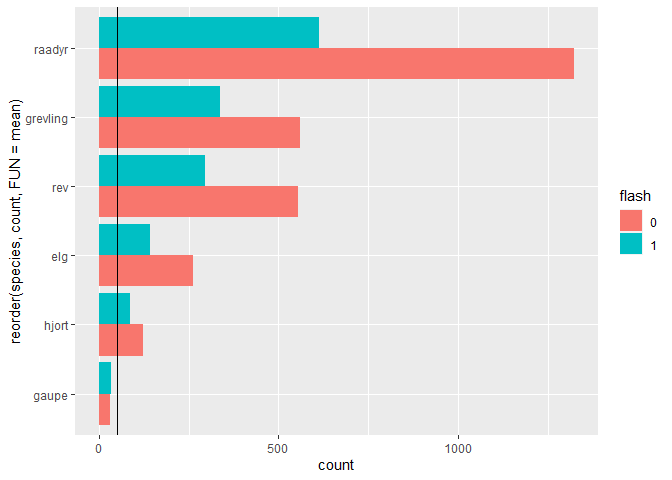 reorder(species, count, FUN = mean)
raadyr
grevling
rev
elg
hjort
gaupe
0
500
1000
count
flash
0
1